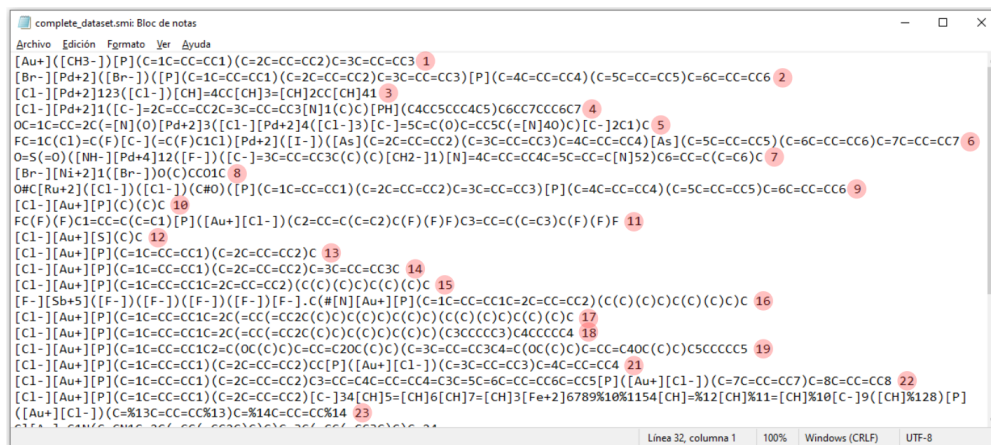 complete_dataset.smi: Bloc de notas
Archivo Edición Formato Ver Ayuda
[Au+]([CH3-])[P](C=1C=CC=CC1)(C=2C=CC=CC2)C=3C=CC=CC3 1
[Br-][Pd+2]([Br-])([P](C=1C=CC=CC1)(C=2C=CC=CC2)C=3C=CC=CC3)[P](C=4C=CC=CC4)(C=5C=CC=CC5)C=6C=CC=CC6 2
[Cl-][Pd+2]123([Cl-])[CH]=4CC[CH]3=[CH]2CC[CH]41 3
[Cl-][Pd+2]1([C-]=2C=CC=CC2C=3C=CC=CC3[N]1(C)C)[PH](C4CC5CCC4C5)C6CC7CCC6C7 4
OC=1C=CC=2C(=[N](O)[Pd+2]3([Cl-][Pd+2]4([Cl-]3)[C-]=5C=C(O)C=CC5C(=[N]4O)C)[C-]2C1)C 5
FC=1C(Cl)=C(F)[C-](=C(F)C1Cl)[Pd+2]([I-])([As](C=2C=CC=CC2)(C=3C=CC=CC3)C=4C=CC=CC4)[As](C=5C=CC=CC5)(C=6C=CC=CC6)C=7C=CC=CC7 6
O=S(=O)([NH-][Pd+4]12([F-])([C-]=3C=CC=CC3C(C)(C)[CH2-]1)[N]=4C=CC=CC4C=5C=CC=C[N]52)C6=CC=C(C=C6)C 7
[Br-][Ni+2]1([Br-])O(C)CCO1C 8
O#C[Ru+2]([Cl-])([Cl-])(C#O)([P](C=1C=CC=CC1)(C=2C=CC=CC2)C=3C=CC=CC3)[P](C=4C=CC=CC4)(C=5C=CC=CC5)C=6C=CC=CC6 9
[Cl-][Au+][P](C)(C)C 10
FC(F)(F)C1=CC=C(C=C1)[P]([Au+][Cl-])(C2=CC=C(C=C2)C(F)(F)F)C3=CC=C(C=C3)C(F)(F)F 11
[Cl-][Au+][S](C)C 12
[Cl-][Au+][P](C=1C=CC=CC1)(C=2C=CC=CC2)C 13
[Cl-][Au+][P](C=1C=CC=CC1)(C=2C=CC=CC2)C=3C=CC=CC3C 14
[Cl-][Au+][P](C=1C=CC=CC1C=2C=CC=CC2)(C(C)(C)C)C(C)(C)C 15
[F-][Sb+5]([F-])([F-])([F-])([F-])[F-].C(#[N][Au+][P](C=1C=CC=CC1C=2C=CC=CC2)(C(C)(C)C)C(C)(C)C)C 16
[Cl-][Au+][P](C=1C=CC=CC1C=2C(=CC(=CC2C(C)C)C(C)C)C(C)C)(C(C)(C)C)C(C)(C)C 17
[Cl-][Au+][P](C=1C=CC=CC1C=2C(=CC(=CC2C(C)C)C(C)C)C(C)C)(C3CCCCC3)C4CCCCC4 18
[Cl-][Au+][P](C=1C=CC=CC1C2=C(OC(C)C)C=CC=C2OC(C)C)(C=3C=CC=CC3C4=C(OC(C)C)C=CC=C4OC(C)C)C5CCCCC5 19
[Cl-][Au+][P](C=1C=CC=CC1)(C=2C=CC=CC2)CC[P]([Au+][Cl-])(C=3C=CC=CC3)C=4C=CC=CC4 21
[Cl-][Au+][P](C=1C=CC=CC1)(C=2C=CC=CC2)C3=CC=C4C=CC=CC4=C3C=5C=6C=CC=CC6C=CC5[P]([Au+][Cl-])(C=7C=CC=CC7)C=8C=CC=CC8 22
[Cl-][Au+][P](C=1C=CC=CC1)(C=2C=CC=CC2)[C-]34[CH]5=[CH]6[CH]7=[CH]3[Fe+2]6789%10%1154[CH]=%12[CH]%11=[CH]%10[C-]9([CH]%128)[P]
([Au+][Cl-])(C=%13C=CC=CC%13)C=%14C=CC=CC%14 23
Línea 32, columna 1 100% Windows (CRLF) UTF-8